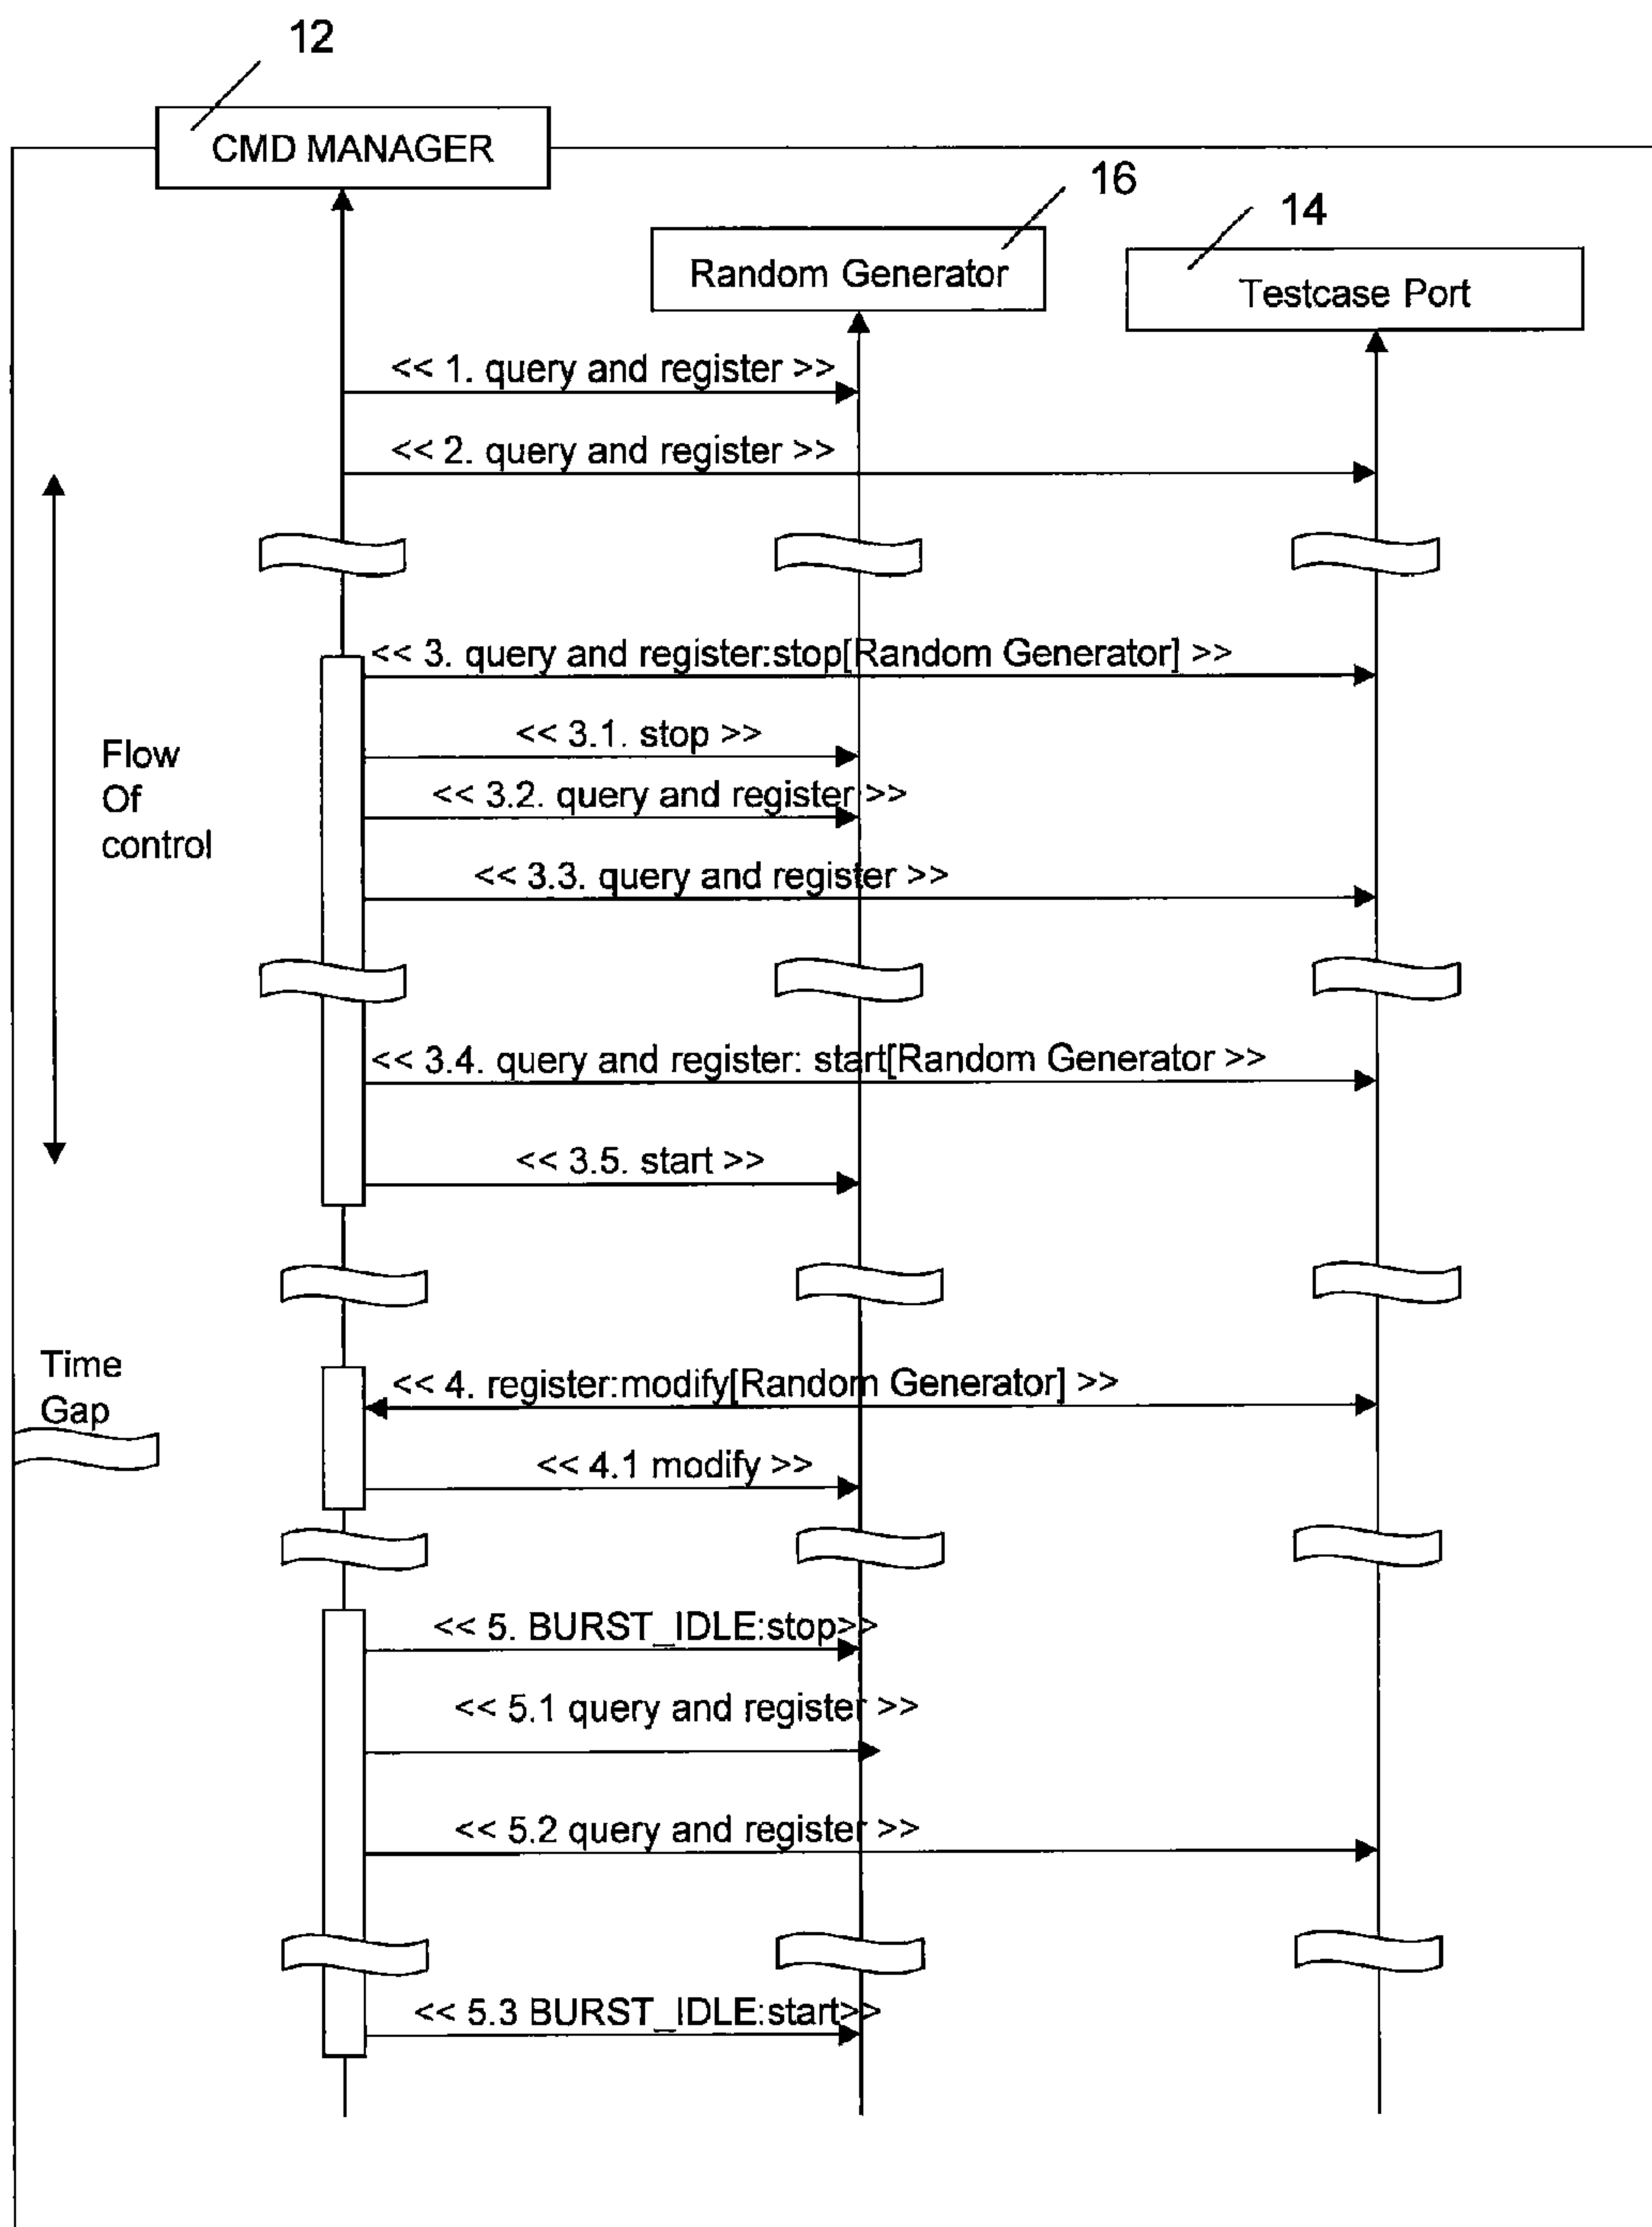 12
CMD MANAGER
16
Random Generator
14
Testcase Port
<< 1. query and register >>
<< 2. query and register >>
<< 3. query and register:stop[Random Generator] >>
<< 3.1. stop >>
Flow
Of
control
<< 3.2. query and register >>
<< 3.3. query and register >>
<< 3.4. query and register: start[Random Generator >>
<< 3.5. start >>
Time
Gap
<< 4. register:modify[Random Generator] >>
<< 4.1 modify >>
<< 5. BURST_IDLE:stop>>
<< 5.1 query and register >>
<< 5.2 query and register >>
<< 5.3 BURST_IDLE:start>>